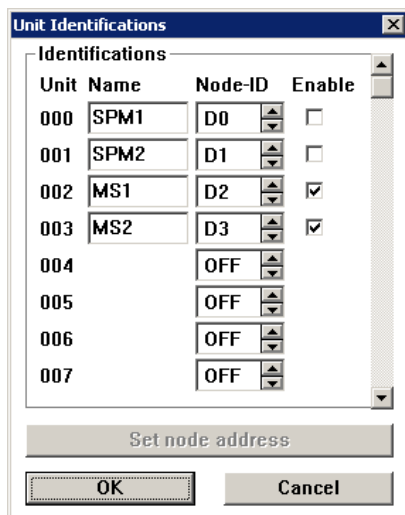 Unit Identifications
Identifications
Unit Name Node-ID Enable
000 SPM1 D0
001 SPM2 D1
002 MS1 D2
003 MS2 D3
004 OFF
005 OFF
006 OFF
007 OFF
Set node address
OK Cancel